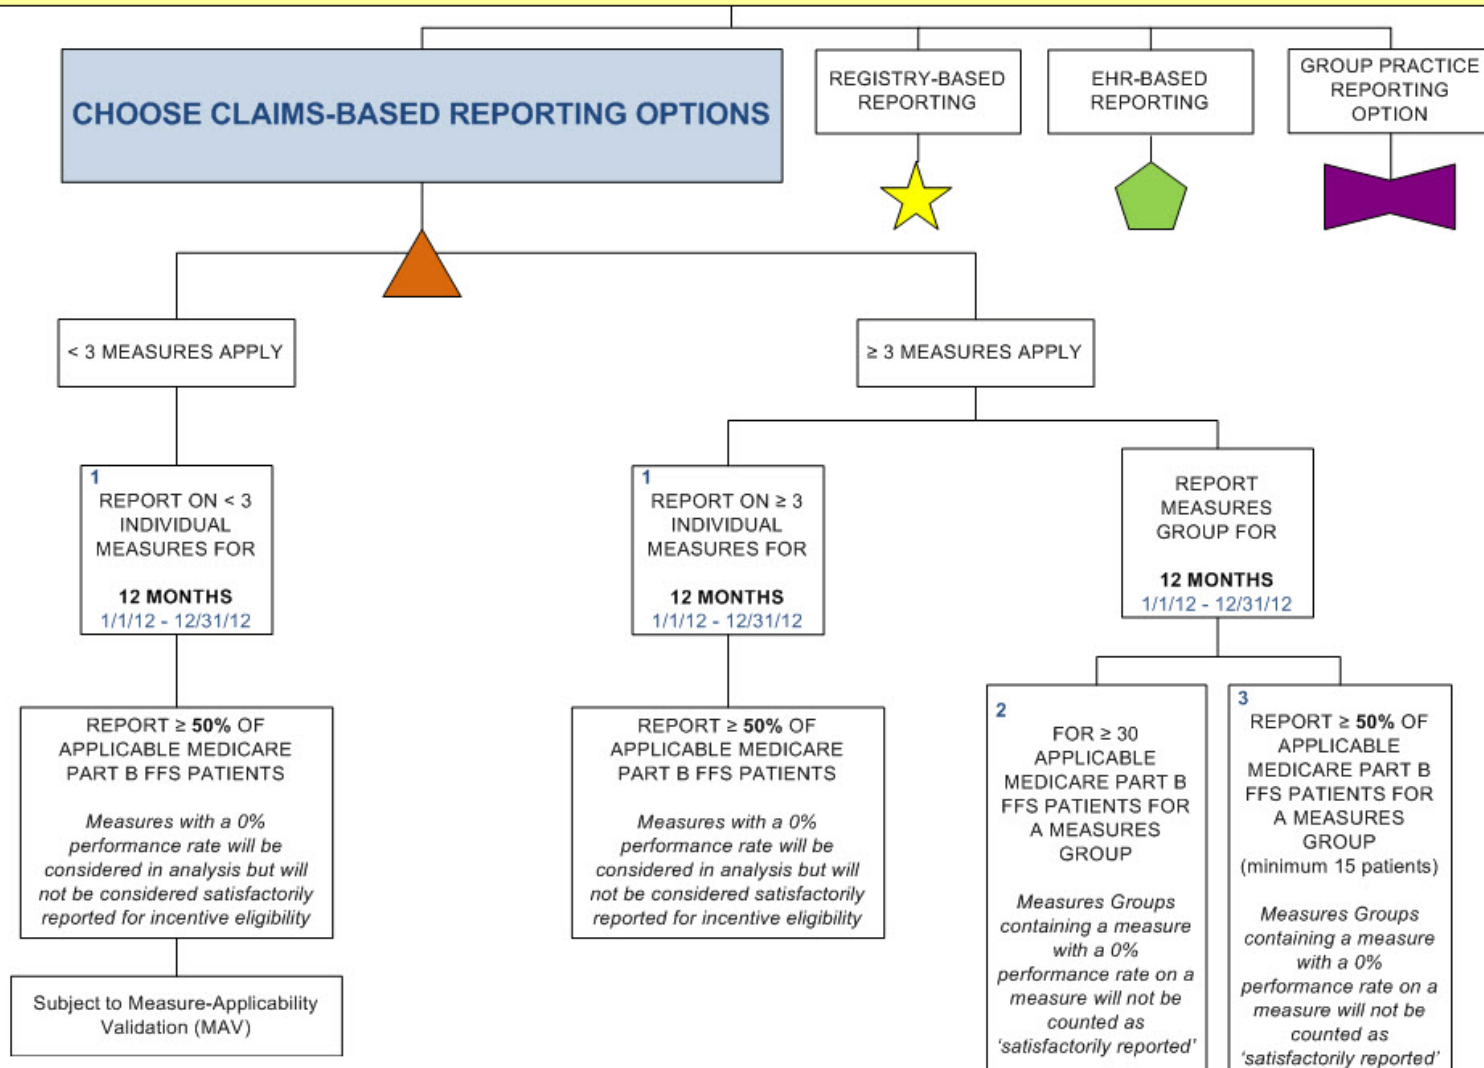 CHOOSE CLAIMS-BASED REPORTING OPTIONS
REGISTRY-BASED
REPORTING
EHR-BASED
REPORTING
GROUP PRACTICE
REPORTING
OPTION
< 3 MEASURES APPLY
≥ 3 MEASURES APPLY
1
REPORT ON < 3
INDIVIDUAL
MEASURES FOR
12 MONTHS
1/1/12 - 12/31/12
1
REPORT ON ≥ 3
INDIVIDUAL
MEASURES FOR
12 MONTHS
1/1/12 - 12/31/12
REPORT
MEASURES
GROUP FOR
12 MONTHS
1/1/12 - 12/31/12
REPORT ≥ 50% OF
APPLICABLE MEDICARE
PART B FFS PATIENTS
Measures with a 0%
performance rate will be
considered in analysis but will
not be considered satisfactorily
reported for incentive eligibility
REPORT ≥ 50% OF
APPLICABLE MEDICARE
PART B FFS PATIENTS
Measures with a 0%
performance rate will be
considered in analysis but will
not be considered satisfactorily
reported for incentive eligibility
2
FOR ≥ 30
APPLICABLE
MEDICARE PART B
FFS PATIENTS FOR
A MEASURES
GROUP
Measures Groups
containing a measure
with a 0%
performance rate on a
measure will not be
counted as
‘satisfactorily reported’
3
REPORT ≥ 50% OF
APPLICABLE
MEDICARE PART B
FFS PATIENTS FOR
A MEASURES
GROUP
(minimum 15 patients)
Measures Groups
containing a measure
with a 0%
performance rate on a
measure will not be
counted as
‘satisfactorily reported’
Subject to Measure-Applicability
Validation (MAV)